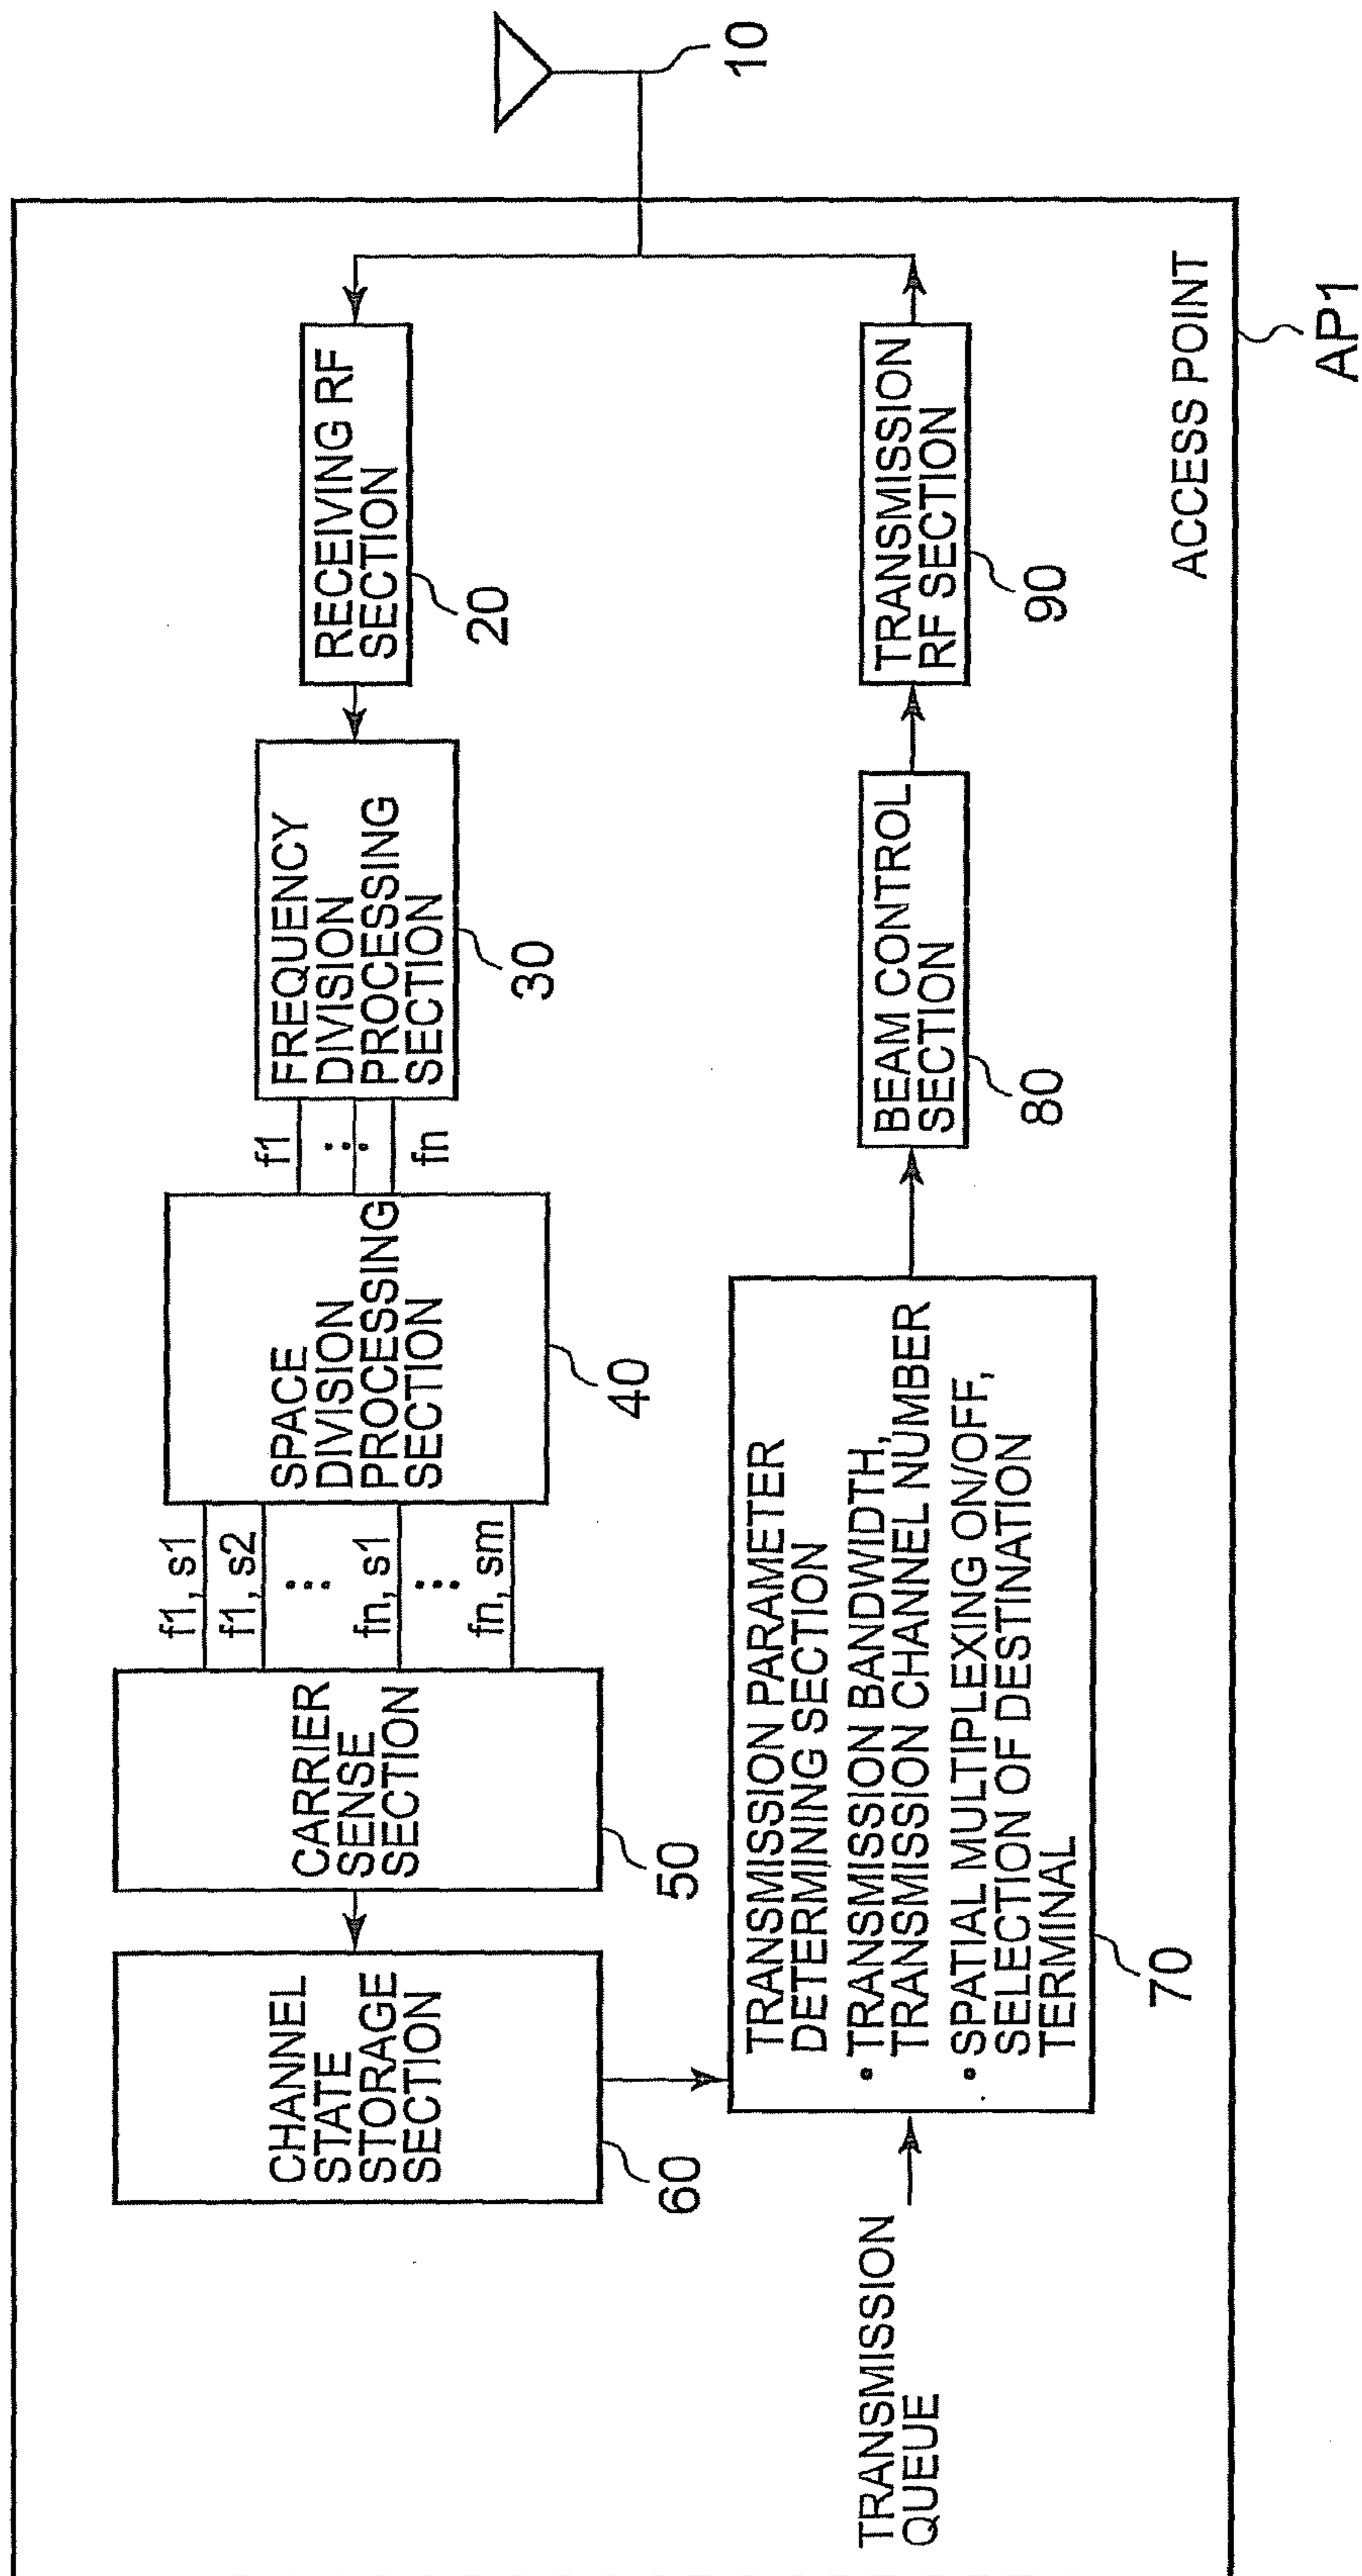 10
RECEIVING RF
SECTION
20
FREQUENCY
DIVISION
PROCESSING
SECTION
30
f1
⋮
fn
SPACE
DIVISION
PROCESSING
SECTION
40
f1, s1
f1, s2
⋮
fn, s1
⋮
fn, sm
CARRIER
SENSE
SECTION
50
CHANNEL
STATE
STORAGE
SECTION
60
TRANSMISSION
QUEUE
TRANSMISSION PARAMETER
DETERMINING SECTION
• TRANSMISSION BANDWIDTH,
TRANSMISSION CHANNEL NUMBER
• SPATIAL MULTIPLEXING ON/OFF,
SELECTION OF DESTINATION
TERMINAL
70
BEAM CONTROL
SECTION
80
TRANSMISSION
RF SECTION
90
ACCESS POINT
AP1